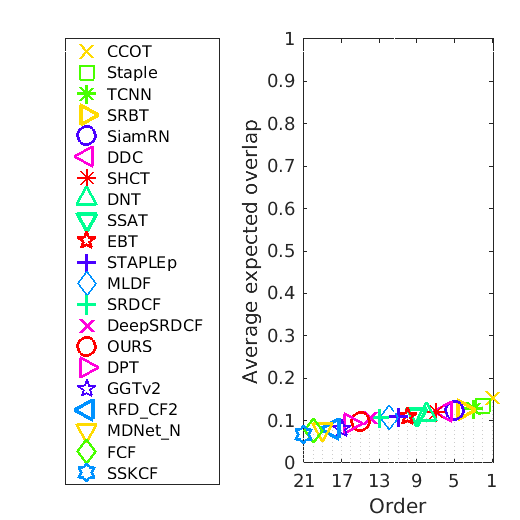 CCOT
Staple
TCNN
SRBT
SiamRN
DDC
SHCT
DNT
SSAT
EBT
STAPLEp
MLDF
SRDCF
DeepSRDCF
OURS
DPT
GGTv2
RFD_CF2
MDNet_N
FCF
SSKCF
Average expected overlap
1
0.9
0.8
0.7
0.6
0.5
0.4
0.3
0.2
0.1
0
21 17 13 9 5 1
Order